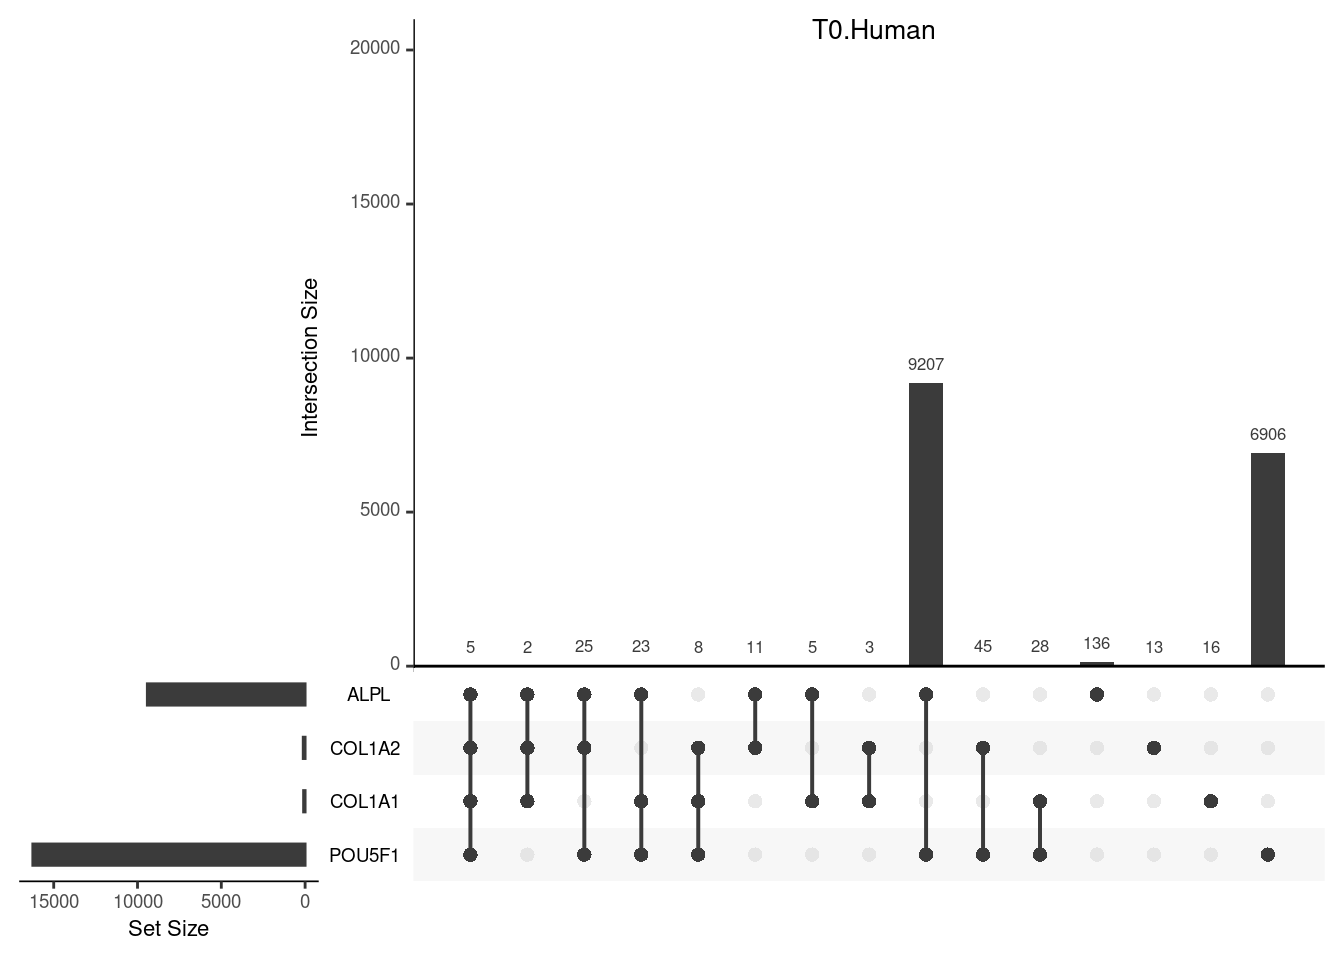 T0.Human
20000
15000
10000
5000
0
Intersection Size
9207
6906
5 2 25 23 8 11 5 3 45 28 136 13 16
ALPL
COL1A2
COL1A1
POU5F1
15000 10000 5000 0
Set Size